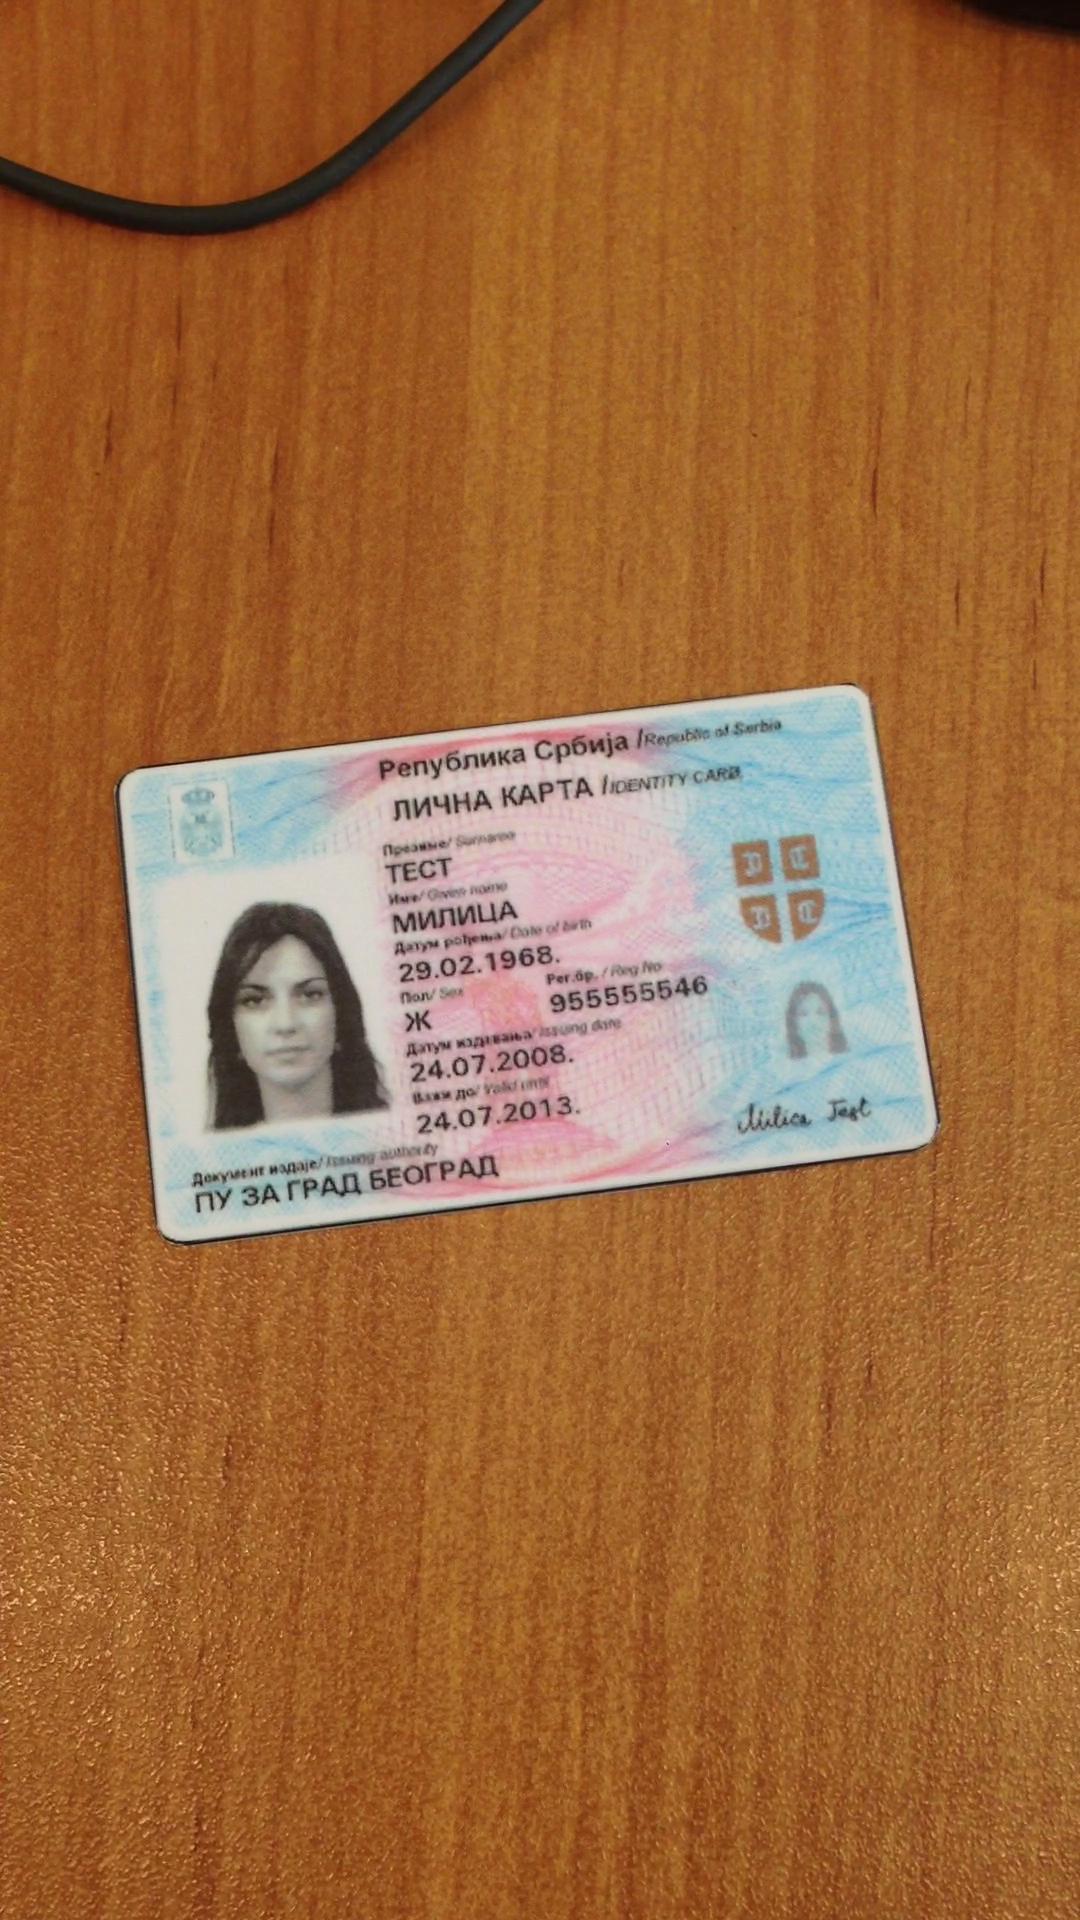 Република Србија /Republic of Serbia
ЛИЧНА КАРТА /IDENTITY CARD
Презиме/ Surname
ТЕСТ
Име/ Given name
МИЛИЦА
Датум рођења/ Date of birth
29.02.1968.
Пол/ Sex
Рег.бр. / Reg No
Ж
955555546
Датум издавања/ Issuing date
24.07.2008.
Важи до/ Valid until
24.07.2013.
Milica Test
Документ издаје/ Issuing authority
ПУ ЗА ГРАД БЕОГРАД